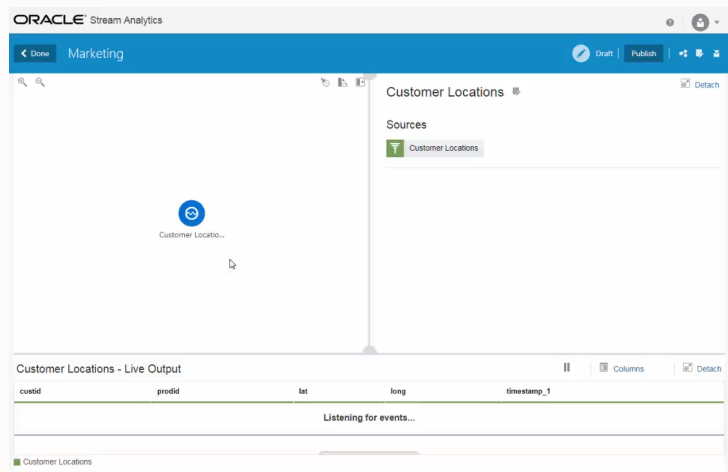 ORACLE® Stream Analytics
Done
Marketing
Draft
Publish
Customer Locations
Detach
Sources
Customer Locations
Customer Locatio...
Customer Locations - Live Output
Columns
Detach
custid prodid lat long timestamp_1
Listening for events...
Customer Locations